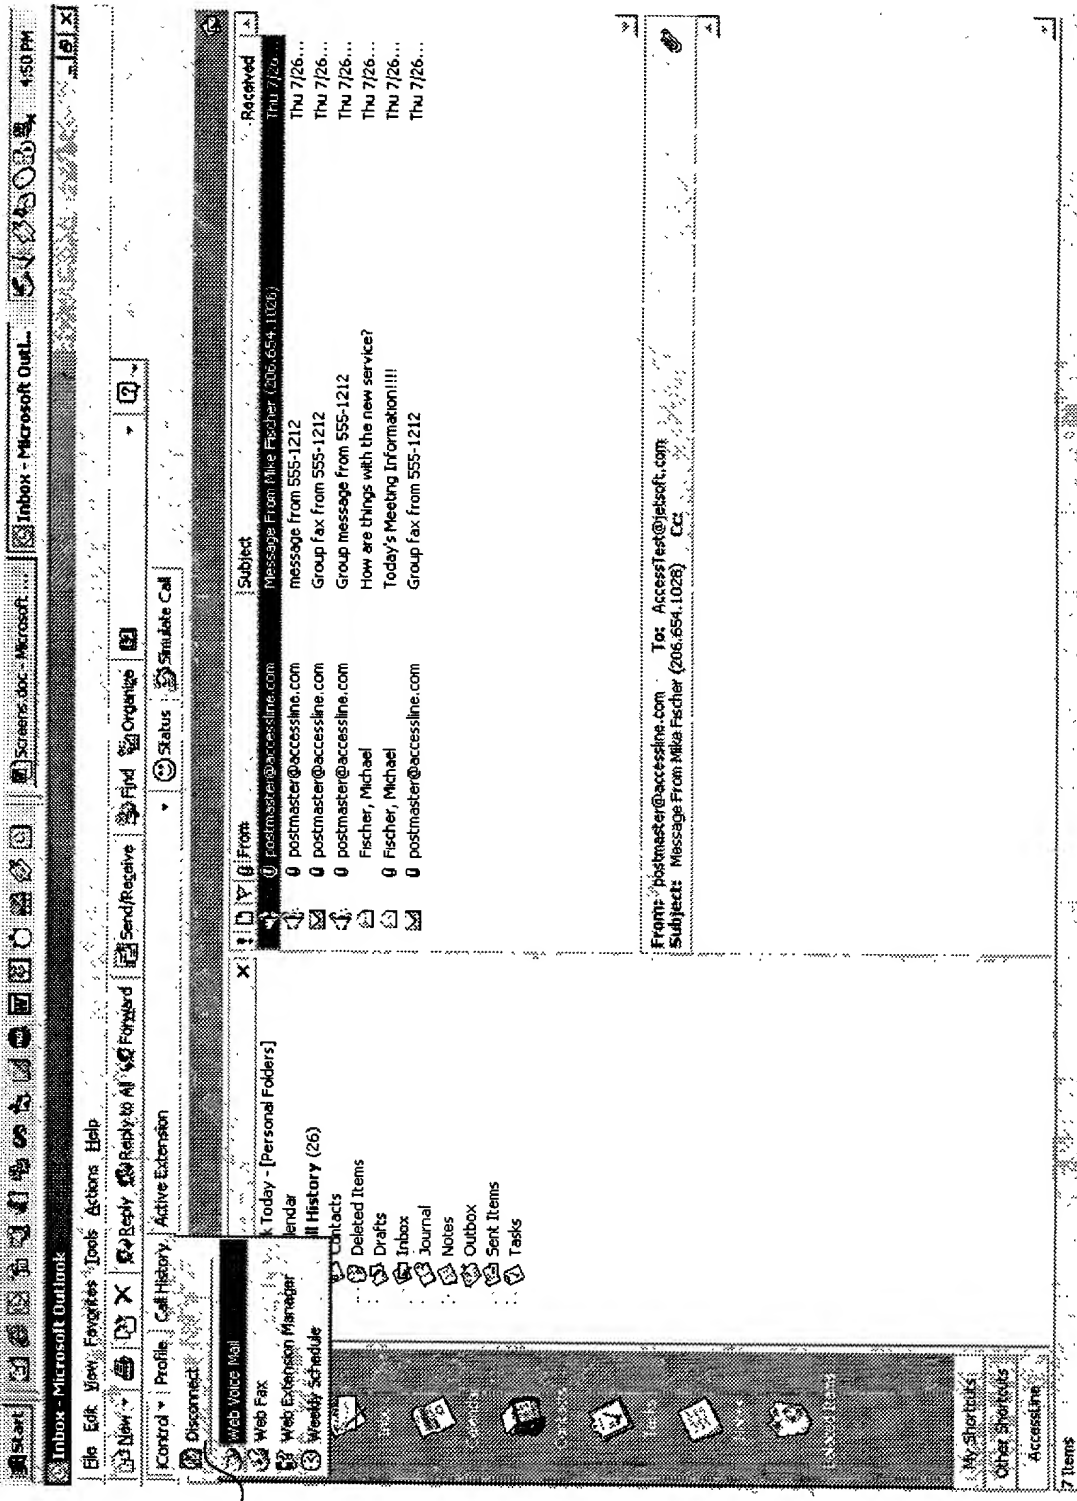 Start
Screens.doc - Microsoft ...
Inbox - Microsoft Outl...
4:50 PM
Inbox - Microsoft Outlook
File Edit View Favorites Tools Actions Help
New Reply Reply to All Forward Send/Receive Find Organize
iControl Profile Call History Active Extension Status Simulate Call
Disconnect
Web Voice Mail
Web Fax
Web Extension Manager
Weekly Schedule
k Today - [Personal Folders]
lendar
ll History (26)
Contacts
Deleted Items
Drafts
Inbox
Journal
Notes
Outbox
Sent Items
Tasks
My Shortcuts
Other Shortcuts
AccessLine
! From Subject Received
postmaster@accessline.com Message From Mike Fischer (206.654.1028) Thu 7/26...
postmaster@accessline.com message from 555-1212 Thu 7/26...
postmaster@accessline.com Group fax from 555-1212 Thu 7/26...
postmaster@accessline.com Group message from 555-1212 Thu 7/26...
Fischer, Michael How are things with the new service? Thu 7/26...
Fischer, Michael Today's Meeting Information!!!! Thu 7/26...
postmaster@accessline.com Group fax from 555-1212 Thu 7/26...
From: postmaster@accessline.com To: AccessTest@jetsoft.com
Subject: Message From Mike Fischer (206.654.1028) Cc:
7 Items